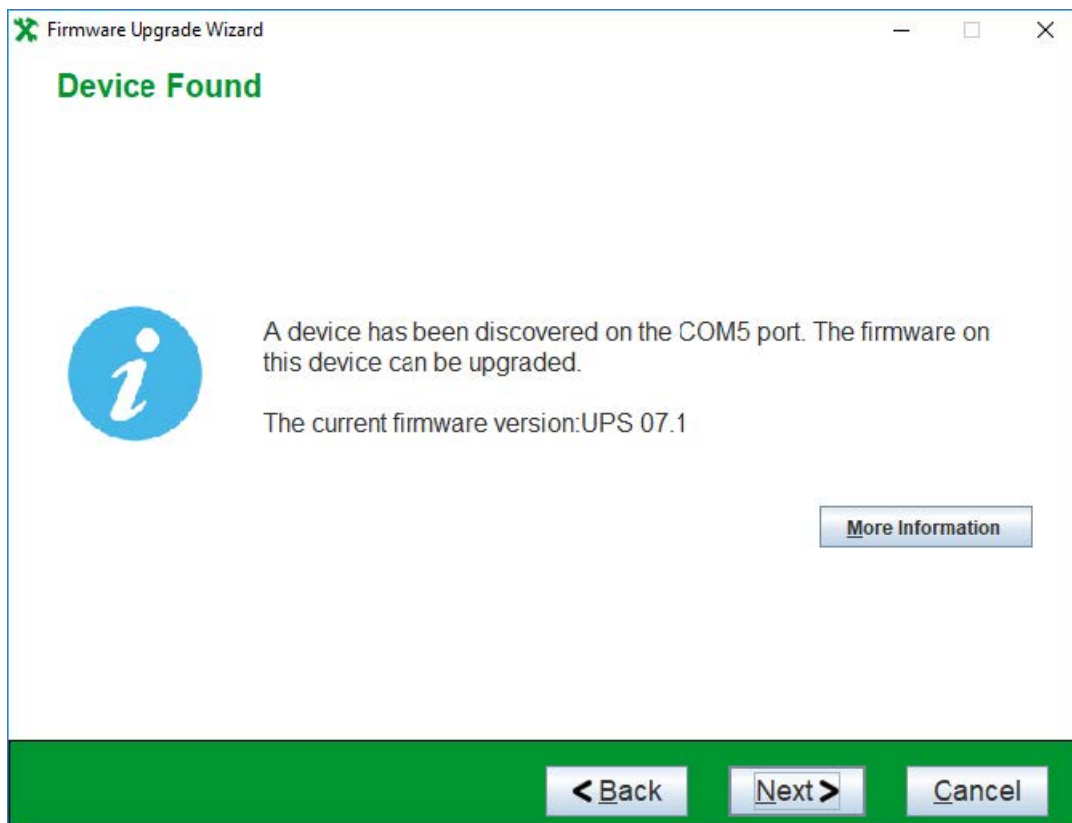 Firmware Upgrade Wizard
Device Found
A device has been discovered on the COM5 port. The firmware on
this device can be upgraded.
The current firmware version:UPS 07.1
More Information
< Back
Next >
Cancel